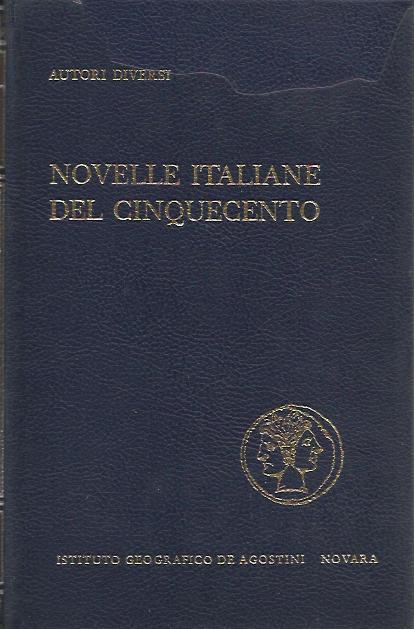 AUTORI DIVERSI
NOVELLE ITALIANE
DEL CINQUECENTO
ISTITUTO GEOGRAFICO DE AGOSTINI NOVARA